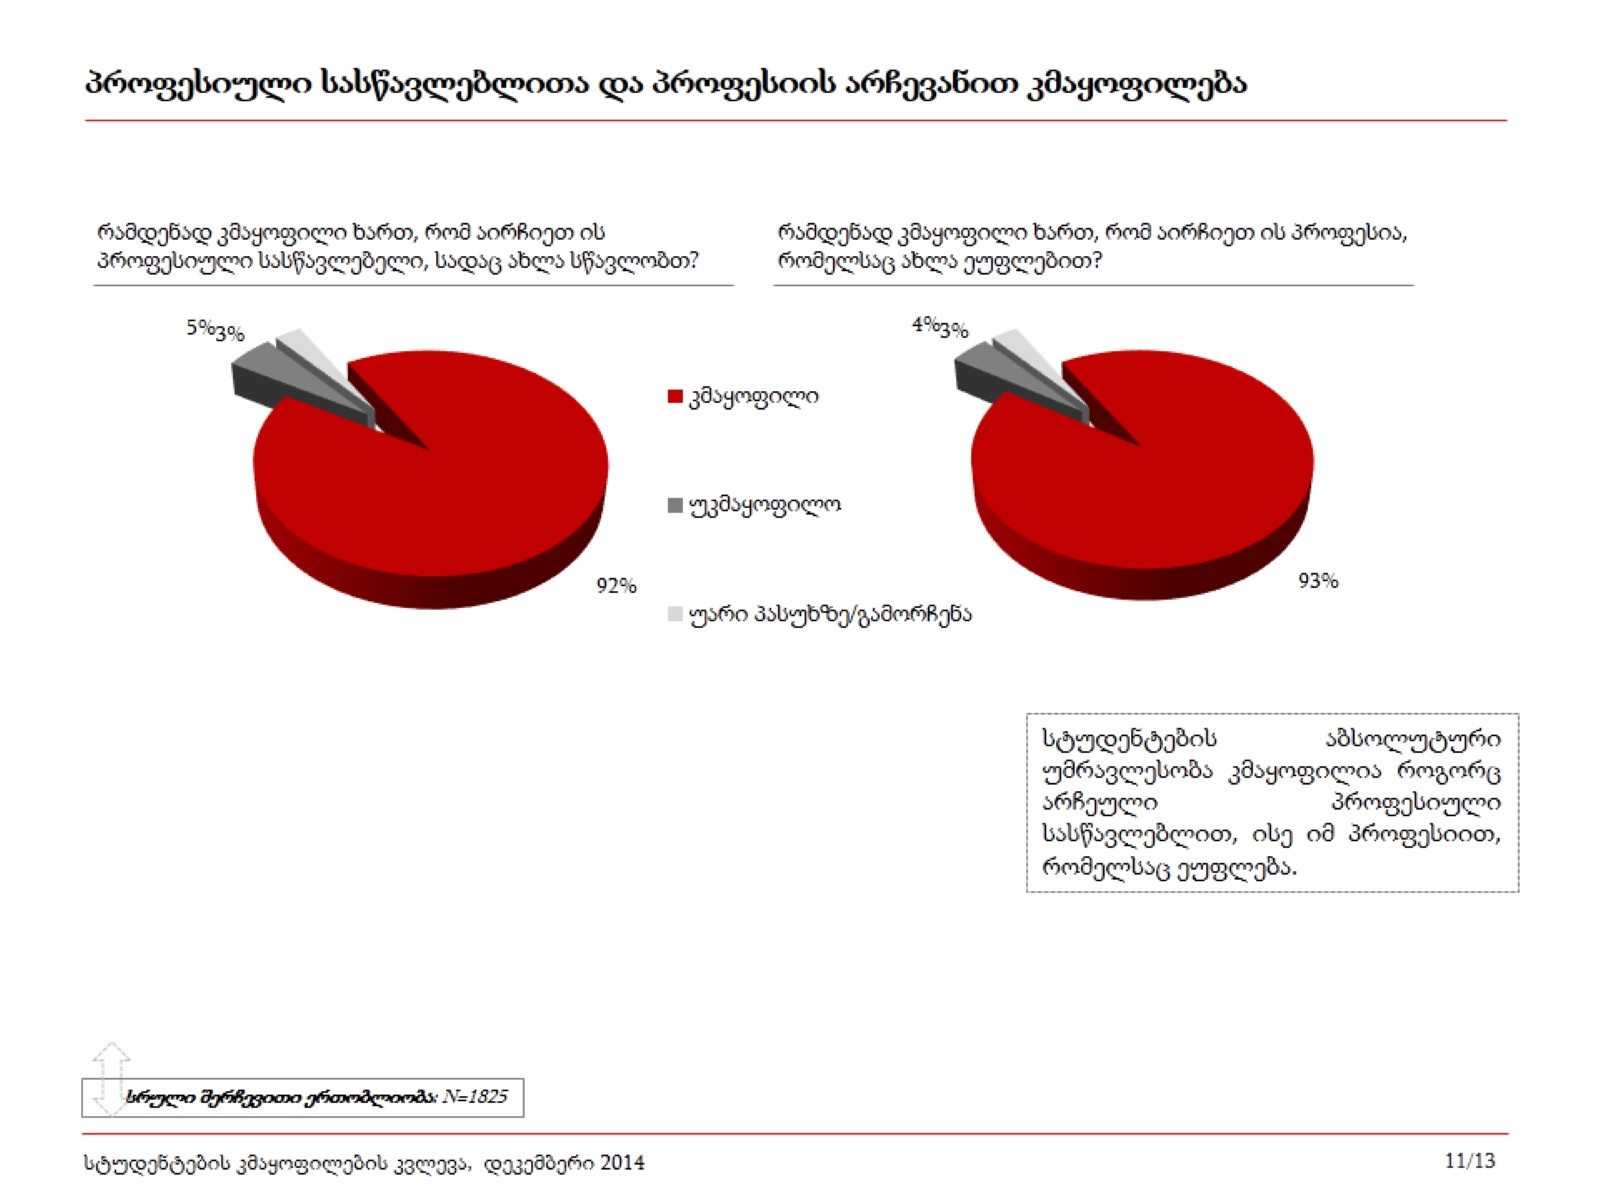 პროფესიული სასწავლებლითა და პროფესიის არჩევანით კმაყოფილება
რამდენად კმაყოფილი ხართ, რომ აირჩიეთ ის
პროფესიული სასწავლებელი, სადაც ახლა სწავლობთ?
5%
3%
92%
კმაყოფილი
უკმაყოფილო
უარი პასუხზე/გამორჩენა
რამდენად კმაყოფილი ხართ, რომ აირჩიეთ ის პროფესია,
რომელსაც ახლა ეუფლებით?
4%
3%
93%
სტუდენტების აბსოლუტური
უმრავლესობა კმაყოფილია როგორც
არჩეული პროფესიული
სასწავლებლით, ისე იმ პროფესიით,
რომელსაც ეუფლება.
სრული შერჩევითი ერთობლიობა: N=1825
სტუდენტების კმაყოფილების კვლევა, დეკემბერი 2014
11/13